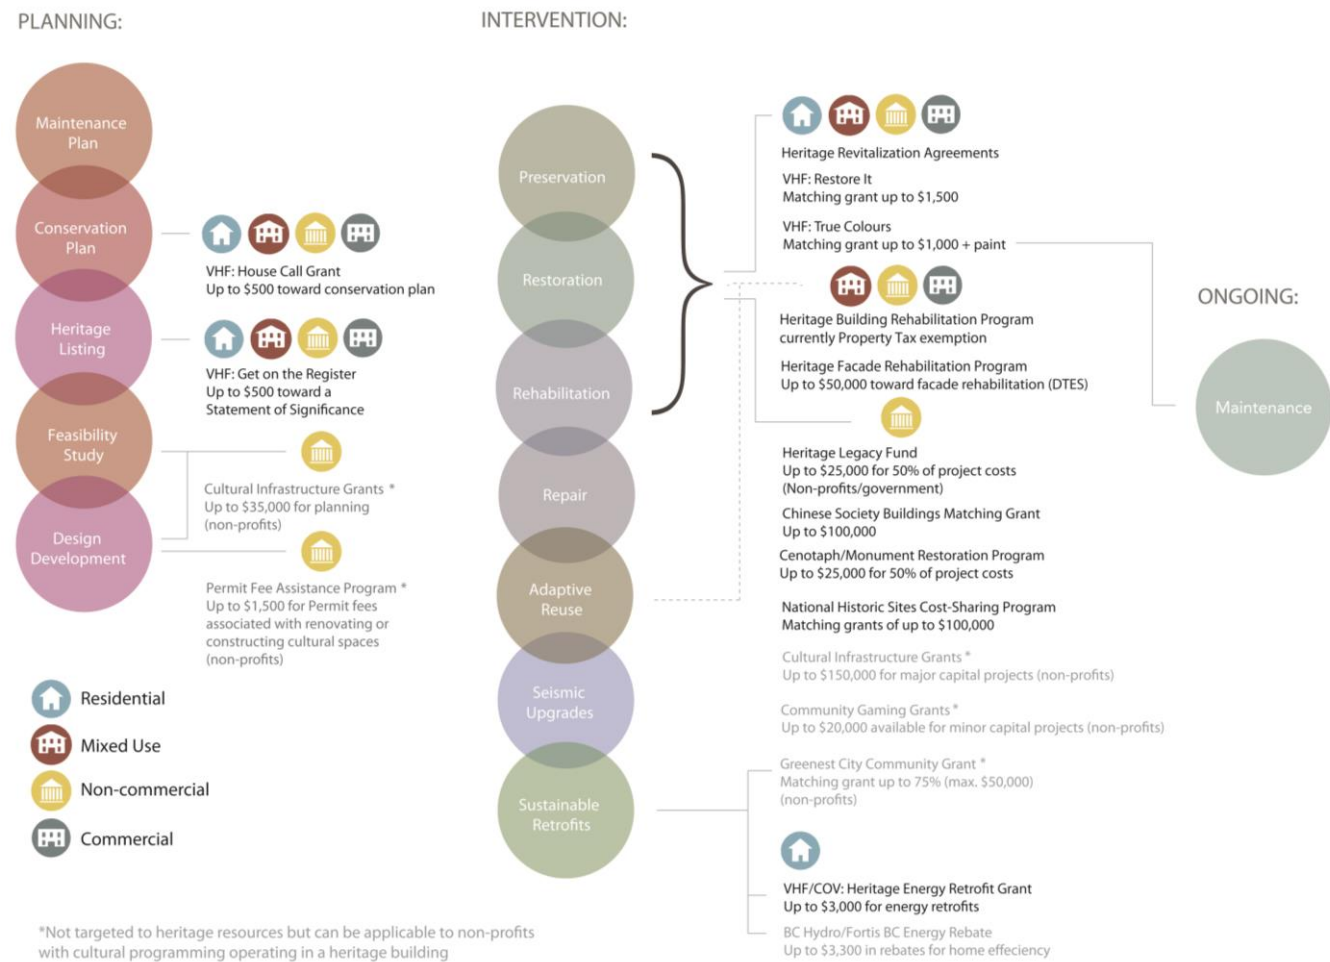 PLANNING:
Maintenance
Plan
Conservation
Plan
Heritage
Listing
Feasibility
Study
Design
Development
VHF: House Call Grant
Up to $500 toward conservation plan
VHF: Get on the Register
Up to $500 toward a
Statement of Significance
Cultural Infrastructure Grants *
Up to $35,000 for planning
(non-profits)
Permit Fee Assistance Program *
Up to $1,500 for Permit fees
associated with renovating or
constructing cultural spaces
(non-profits)
Residential
Mixed Use
Non-commercial
Commercial
*Not targeted to heritage resources but can be applicable to non-profits
with cultural programming operating in a heritage building
INTERVENTION:
Preservation
Restoration
Rehabilitation
Repair
Adaptive
Reuse
Seismic
Upgrades
Sustainable
Retrofits
Heritage Revitalization Agreements
VHF: Restore It
Matching grant up to $1,500
VHF: True Colours
Matching grant up to $1,000 + paint
Heritage Building Rehabilitation Program
currently Property Tax exemption
Heritage Facade Rehabilitation Program
Up to $50,000 toward facade rehabilitation (DTES)
Heritage Legacy Fund
Up to $25,000 for 50% of project costs
(Non-profits/government)
Chinese Society Buildings Matching Grant
Up to $100,000
Cenotaph/Monument Restoration Program
Up to $25,000 for 50% of project costs
National Historic Sites Cost-Sharing Program
Matching grants of up to $100,000
Cultural Infrastructure Grants *
Up to $150,000 for major capital projects (non-profits)
Community Gaming Grants *
Up to $20,000 available for minor capital projects (non-profits)
Greenest City Community Grant *
Matching grant up to 75% (max. $50,000)
(non-profits)
VHF/COV: Heritage Energy Retrofit Grant
Up to $3,000 for energy retrofits
BC Hydro/Fortis BC Energy Rebate
Up to $3,300 in rebates for home effeciency
ONGOING:
Maintenance